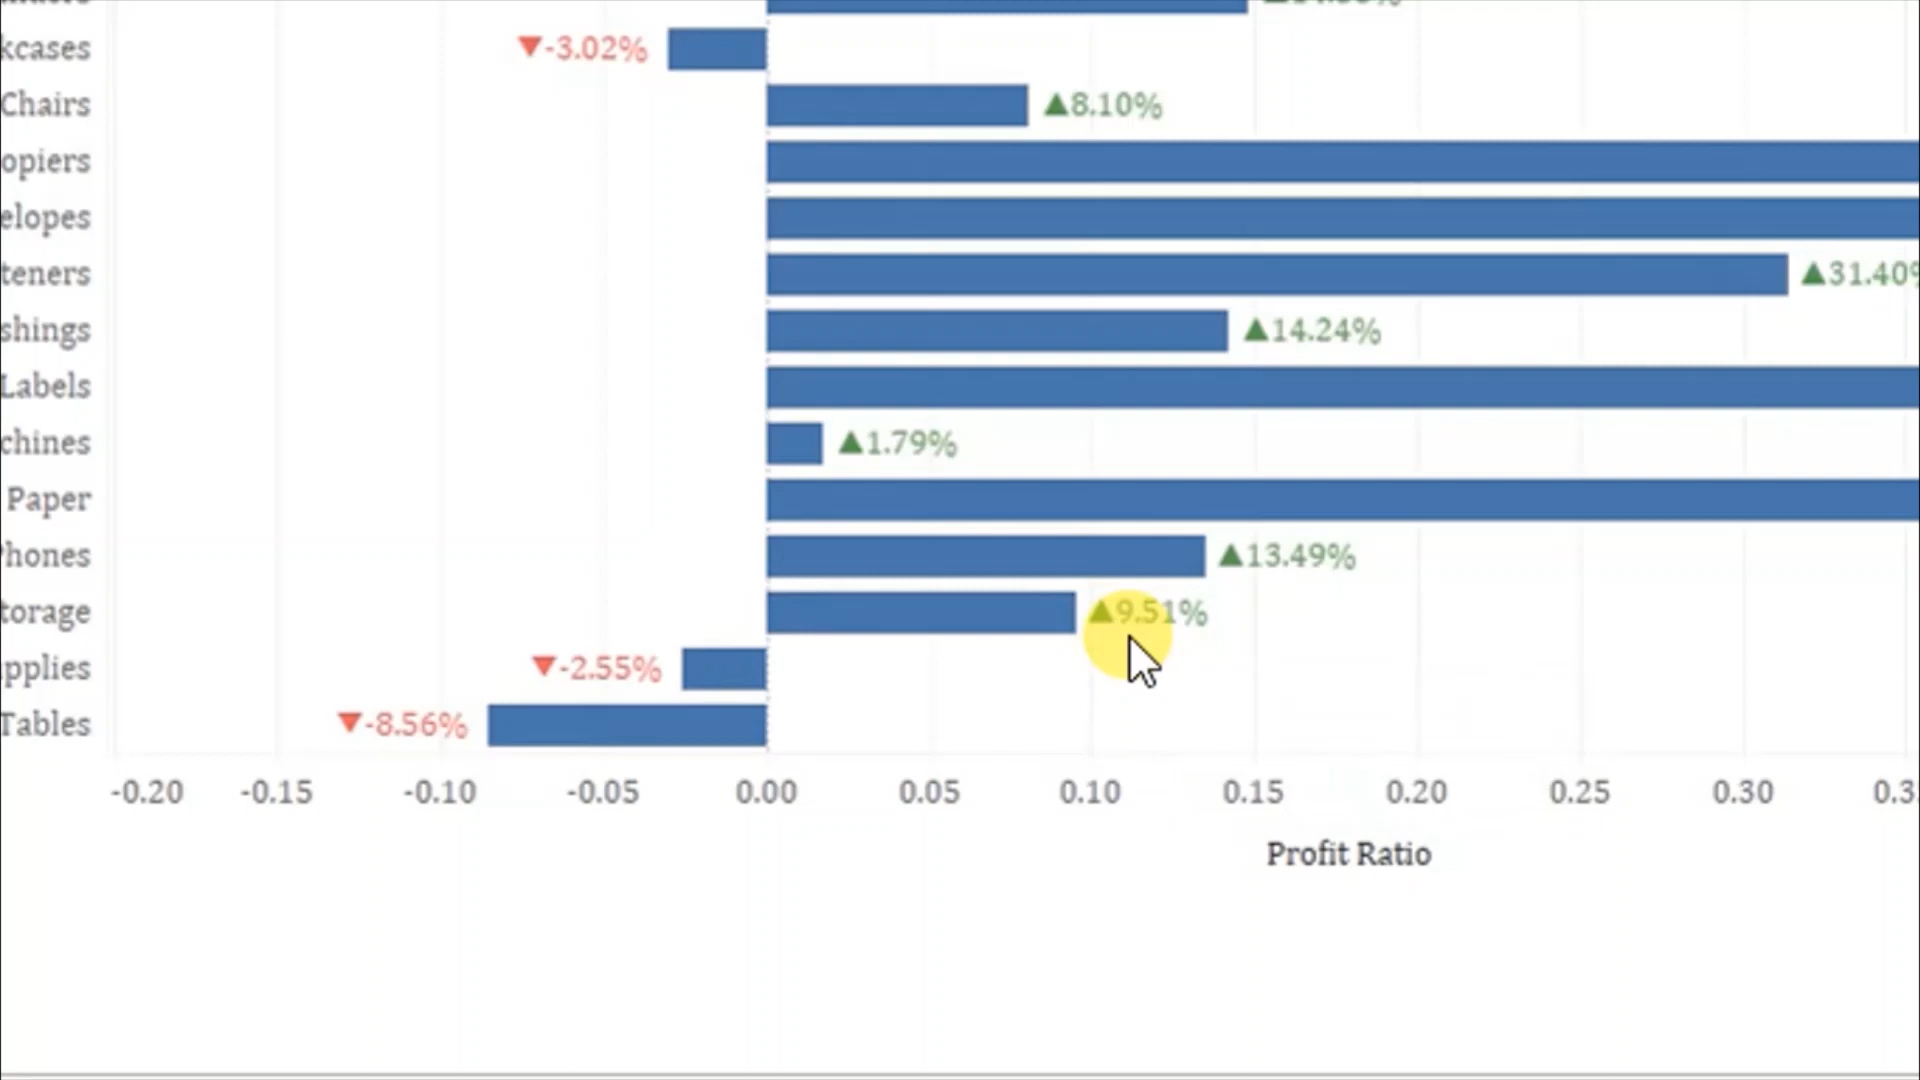 kcases ▼-3.02%
Chairs ▲8.10%
opiers
elopes
teners ▲31.40%
shings ▲14.24%
Labels
chines ▲1.79%
Paper
Phones ▲13.49%
torage ▲9.51%
pplies ▼-2.55%
Tables ▼-8.56%
-0.20 -0.15 -0.10 -0.05 0.00 0.05 0.10 0.15 0.20 0.25 0.30 0.3
Profit Ratio